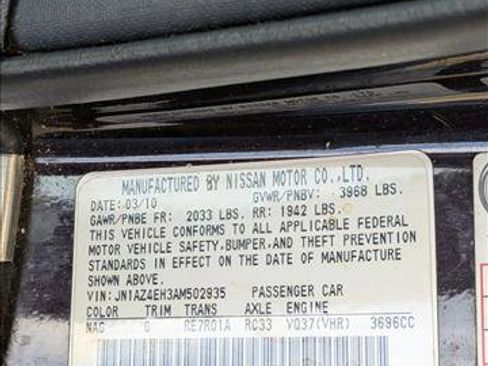 MANUFACTURED BY NISSAN MOTOR CO.,LTD.
DATE: 03/10 GVWR/PNBV: 3968 LBS.
GAWR/PNBE FR: 2033 LBS. RR: 1942 LBS.
THIS VEHICLE CONFORMS TO ALL APPLICABLE FEDERAL
MOTOR VEHICLE SAFETY, BUMPER, AND THEFT PREVENTION
STANDARDS IN EFFECT ON THE DATE OF MANUFACTURE
SHOWN ABOVE.
VIN: JN1AZ4EH3AM502935 PASSENGER CAR
COLOR TRIM TRANS AXLE ENGINE
NAG G RE7R01A RC33 VQ37(VHR) 3696CC